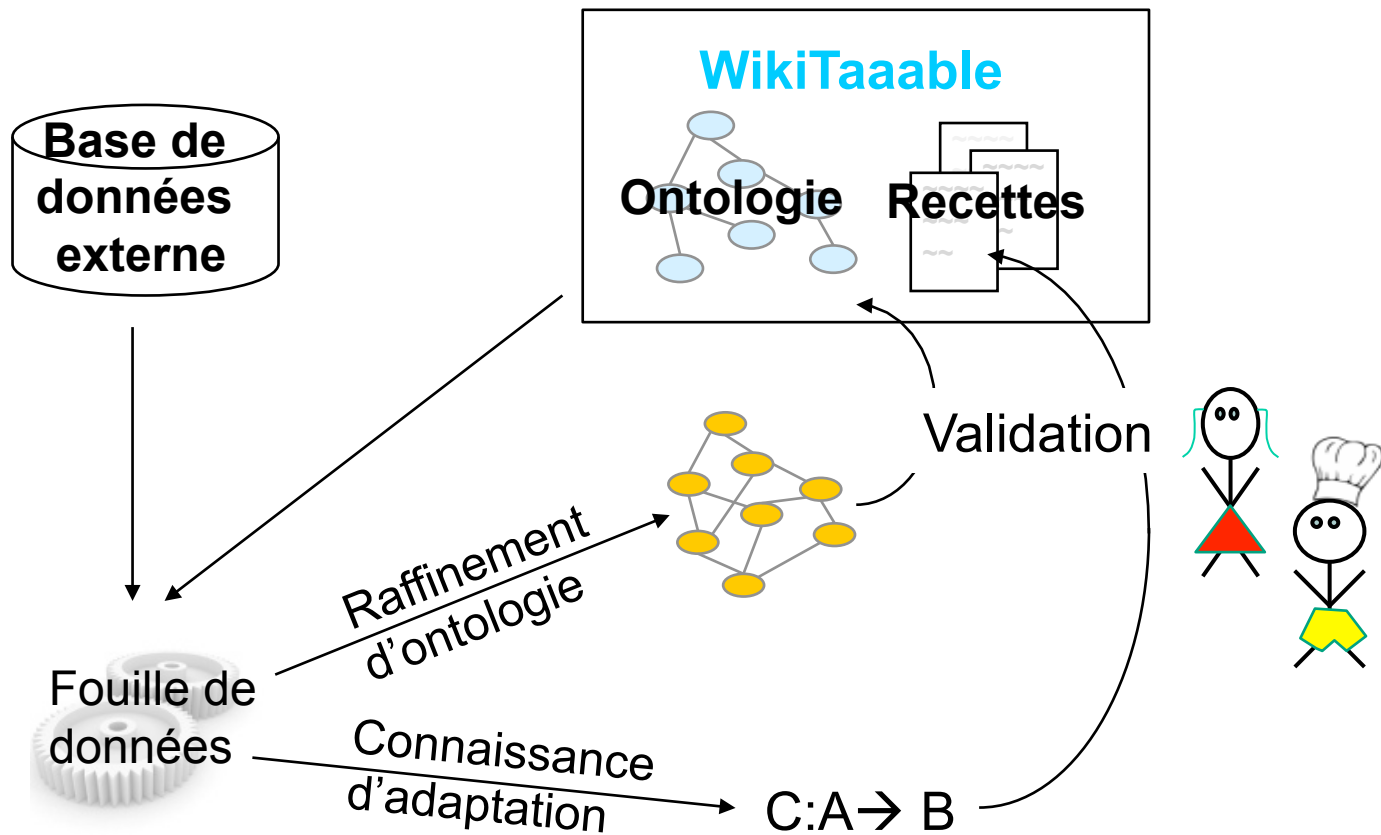 WikiTaaable
Base de
données
externe
Ontologie
Recettes
Validation
Raffinement
d’ontologie
Fouille de
données
Connaissance
d’adaptation
C:A→ B